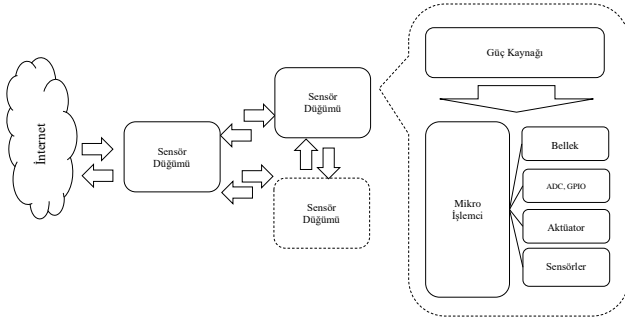 İnternet
Sensör
Düğümü
Sensör
Düğümü
Sensör
Düğümü
Güç Kaynağı
Mikro
İşlemci
Bellek
ADC, GPIO
Aktüator
Sensörler